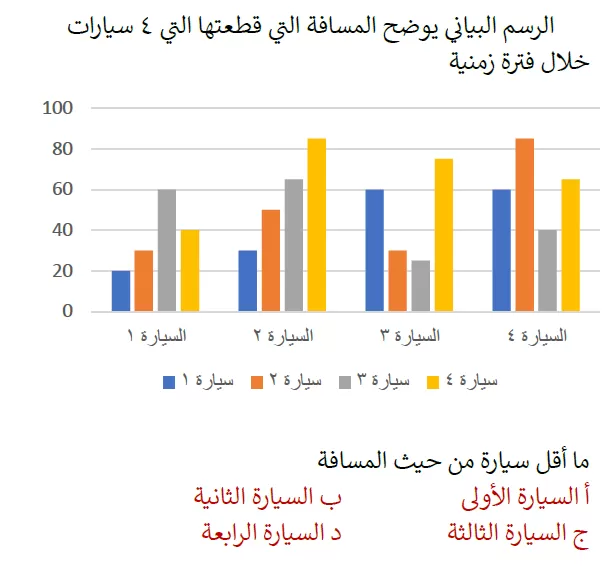 الرسم البياني يوضح المسافة التي قطعتها التي ٤ سيارات
خلال فترة زمنية
100
80
60
40
20
0
السيارة ١ السيارة ٢ السيارة ٣ السيارة ٤
سيارة ١ سيارة ٢ سيارة ٣ سيارة ٤
ما أقل سيارة من حيث المسافة
أ السيارة الأولى ب السيارة الثانية
ج السيارة الثالثة د السيارة الرابعة